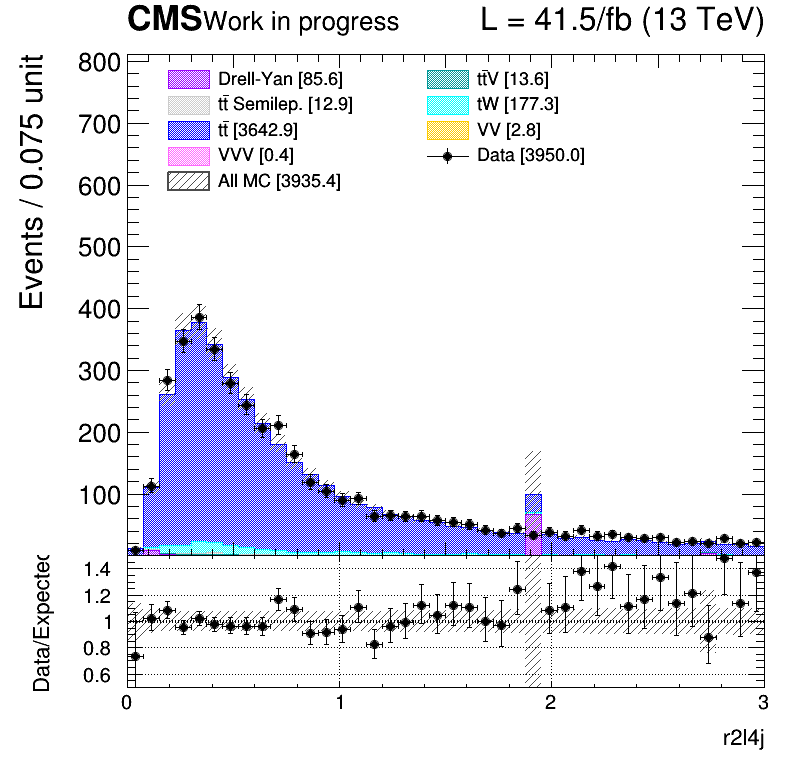 CMS Work in progress L = 41.5/fb (13 TeV)
Events / 0.075 unit
800
700
600
500
400
300
200
100
Drell-Yan [85.6]
tt̄ Semilep. [12.9]
tt̄ [3642.9]
VVV [0.4]
All MC [3935.4]
tt̄V [13.6]
tW [177.3]
VV [2.8]
Data [3950.0]
Data/Expected
1.4
1.2
1
0.8
0.6
0 1 2 3
r2l4j